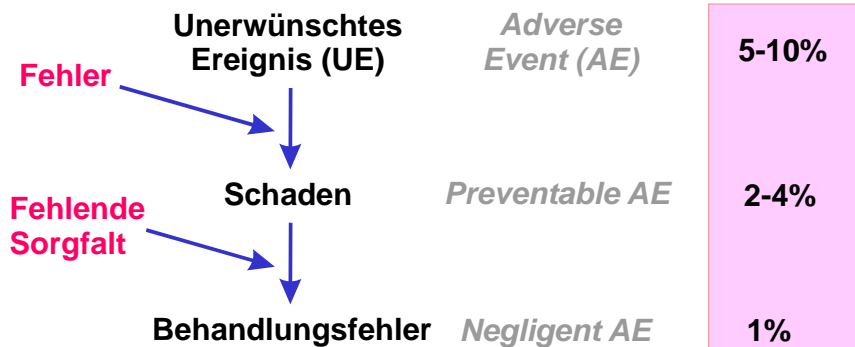 Unerwünschtes
Ereignis (UE)
Adverse
Event (AE)
5-10%
Fehler
Schaden
Preventable AE
2-4%
Fehlende
Sorgfalt
Behandlungsfehler
Negligent AE
1%